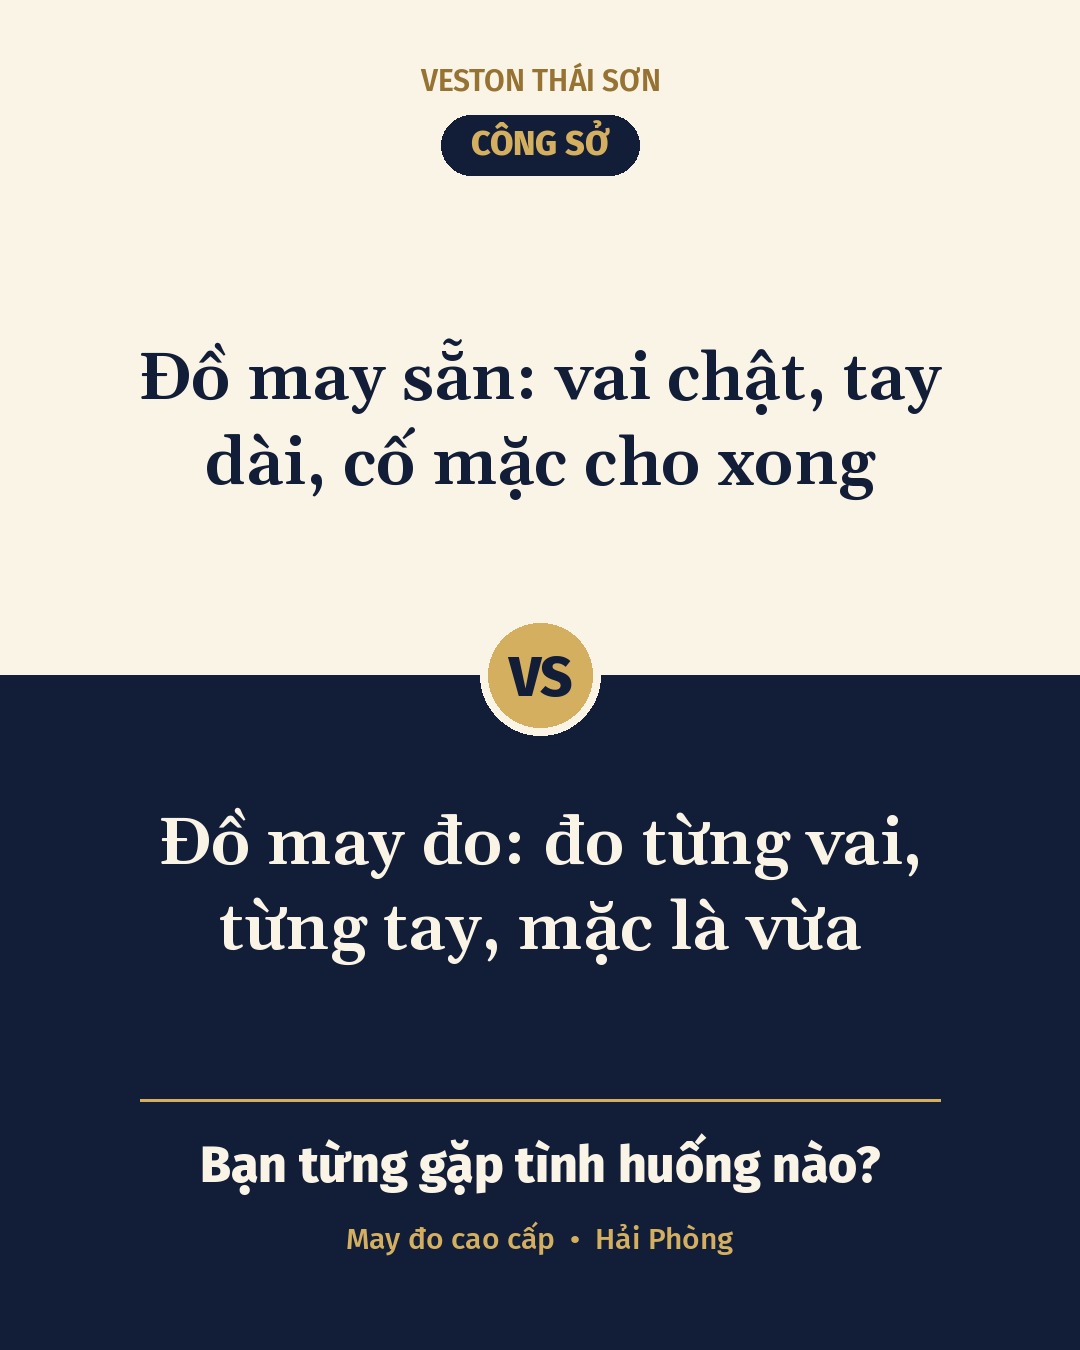 VESTON THÁI SƠN
CÔNG SỞ
Đồ may sẵn: vai chật, tay
dài, cố mặc cho xong
VS
Đồ may đo: đo từng vai,
từng tay, mặc là vừa
Bạn từng gặp tình huống nào?
May đo cao cấp • Hải Phòng